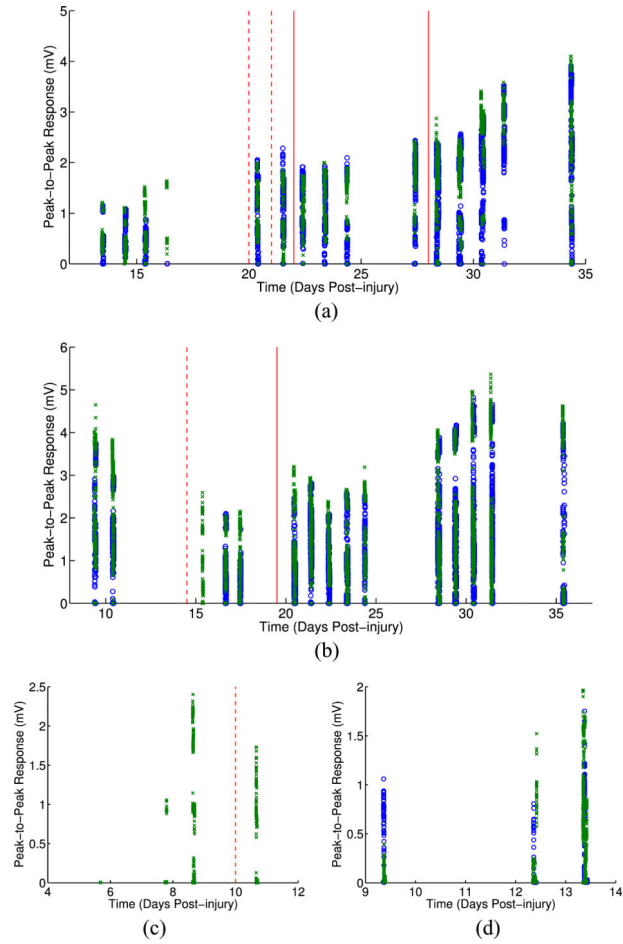 Peak−to−Peak Response (mV)
5
4
3
2
1
0
15 20 25 30 35
Time (Days Post−injury)
(a)
Peak−to−Peak Response (mV)
6
5
4
3
2
1
0
10 15 20 25 30 35
Time (Days Post−injury)
(b)
Peak−to−Peak Response (mV)
2.5
2
1.5
1
0.5
0
4 6 8 10 12
Time (Days Post−injury)
(c)
Peak−to−Peak Response (mV)
2
1.5
1
0.5
0
9 10 11 12 13 14
Time (Days Post−injury)
(d)